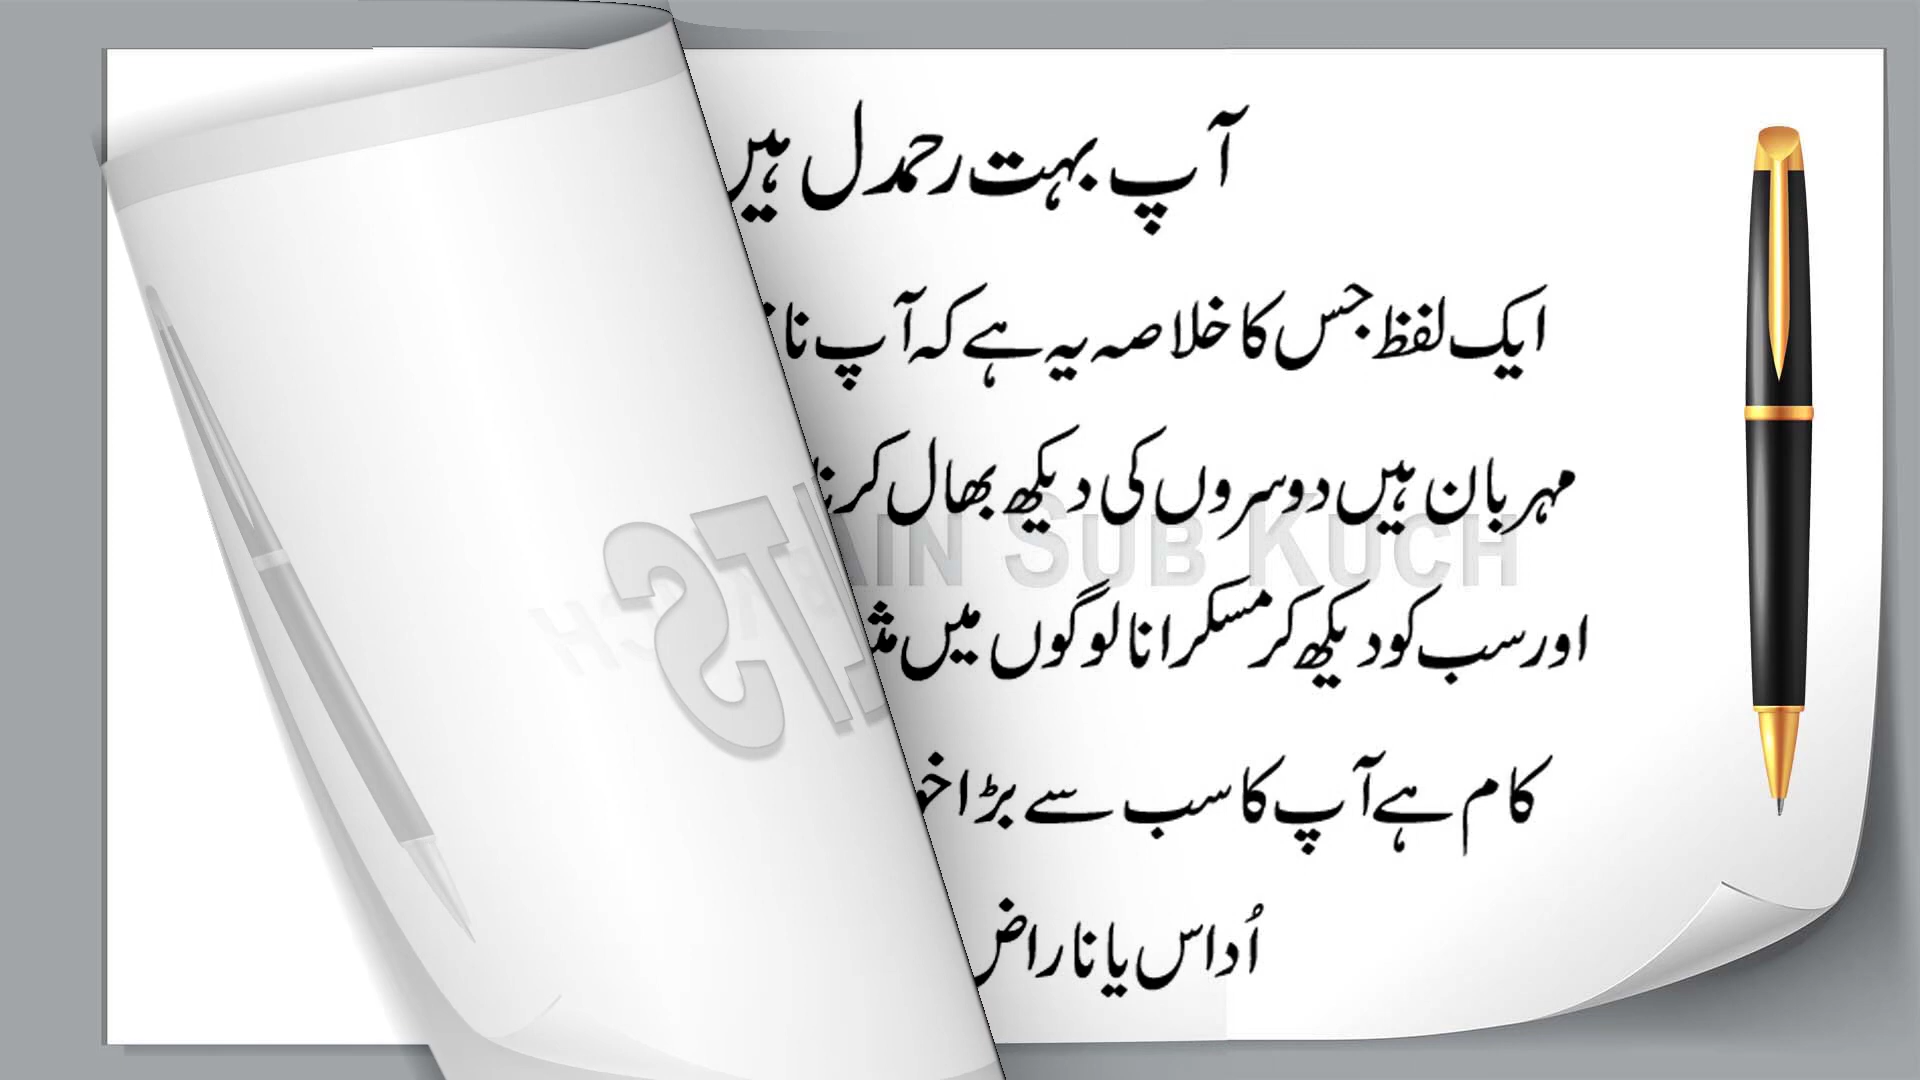 آپ بہت رحمدل ہیں
ایک لفظ جس کا خلاصہ یہ ہے کہ آپ
مہربان ہیں دوسروں کی دیکھ بھال کرنا
اور سب کو دیکھ کر مسکرانا لوگوں میں
کام ہے آپ کا سب سے بڑا
اُداس یا ناراض
SUB KUCH